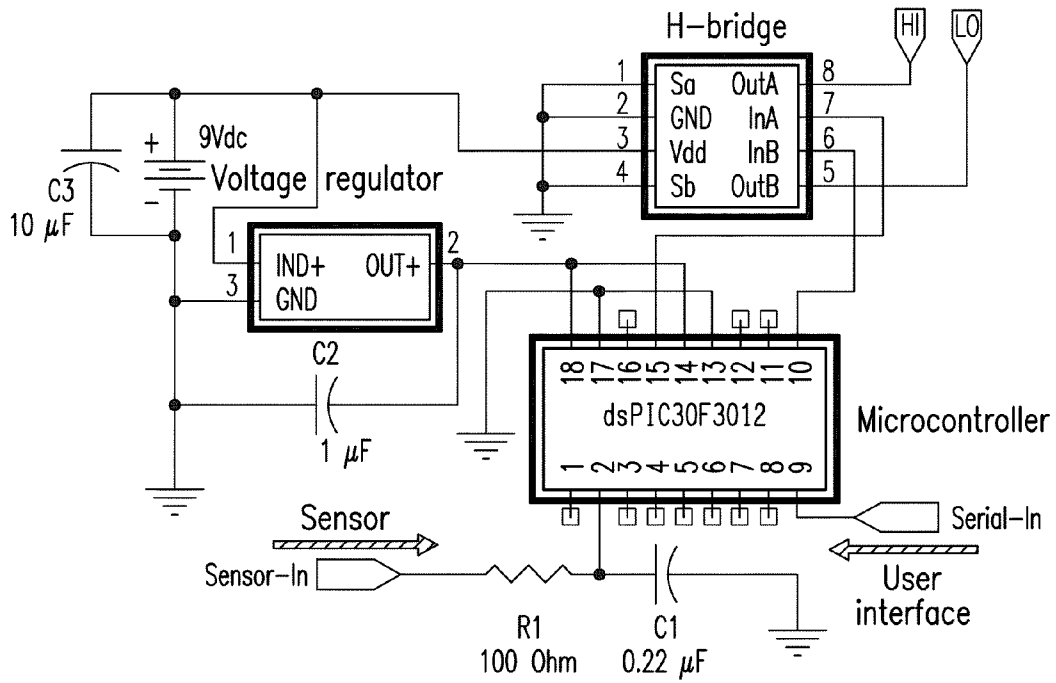 H-bridge
HI
LO
1
2
3
4
Sa OutA
GND InA
Vdd InB
Sb OutB
8
7
6
5
+
9Vdc
-
C3
10 µF
Voltage regulator
1
3
IND+ OUT+
GND
2
C2
1 µF
18 17 16 15 14 13 12 11 10
dsPIC30F3012
1 2 3 4 5 6 7 8 9
Microcontroller
Sensor
Sensor-In
Serial-In
User
interface
R1
100 Ohm
C1
0.22 µF